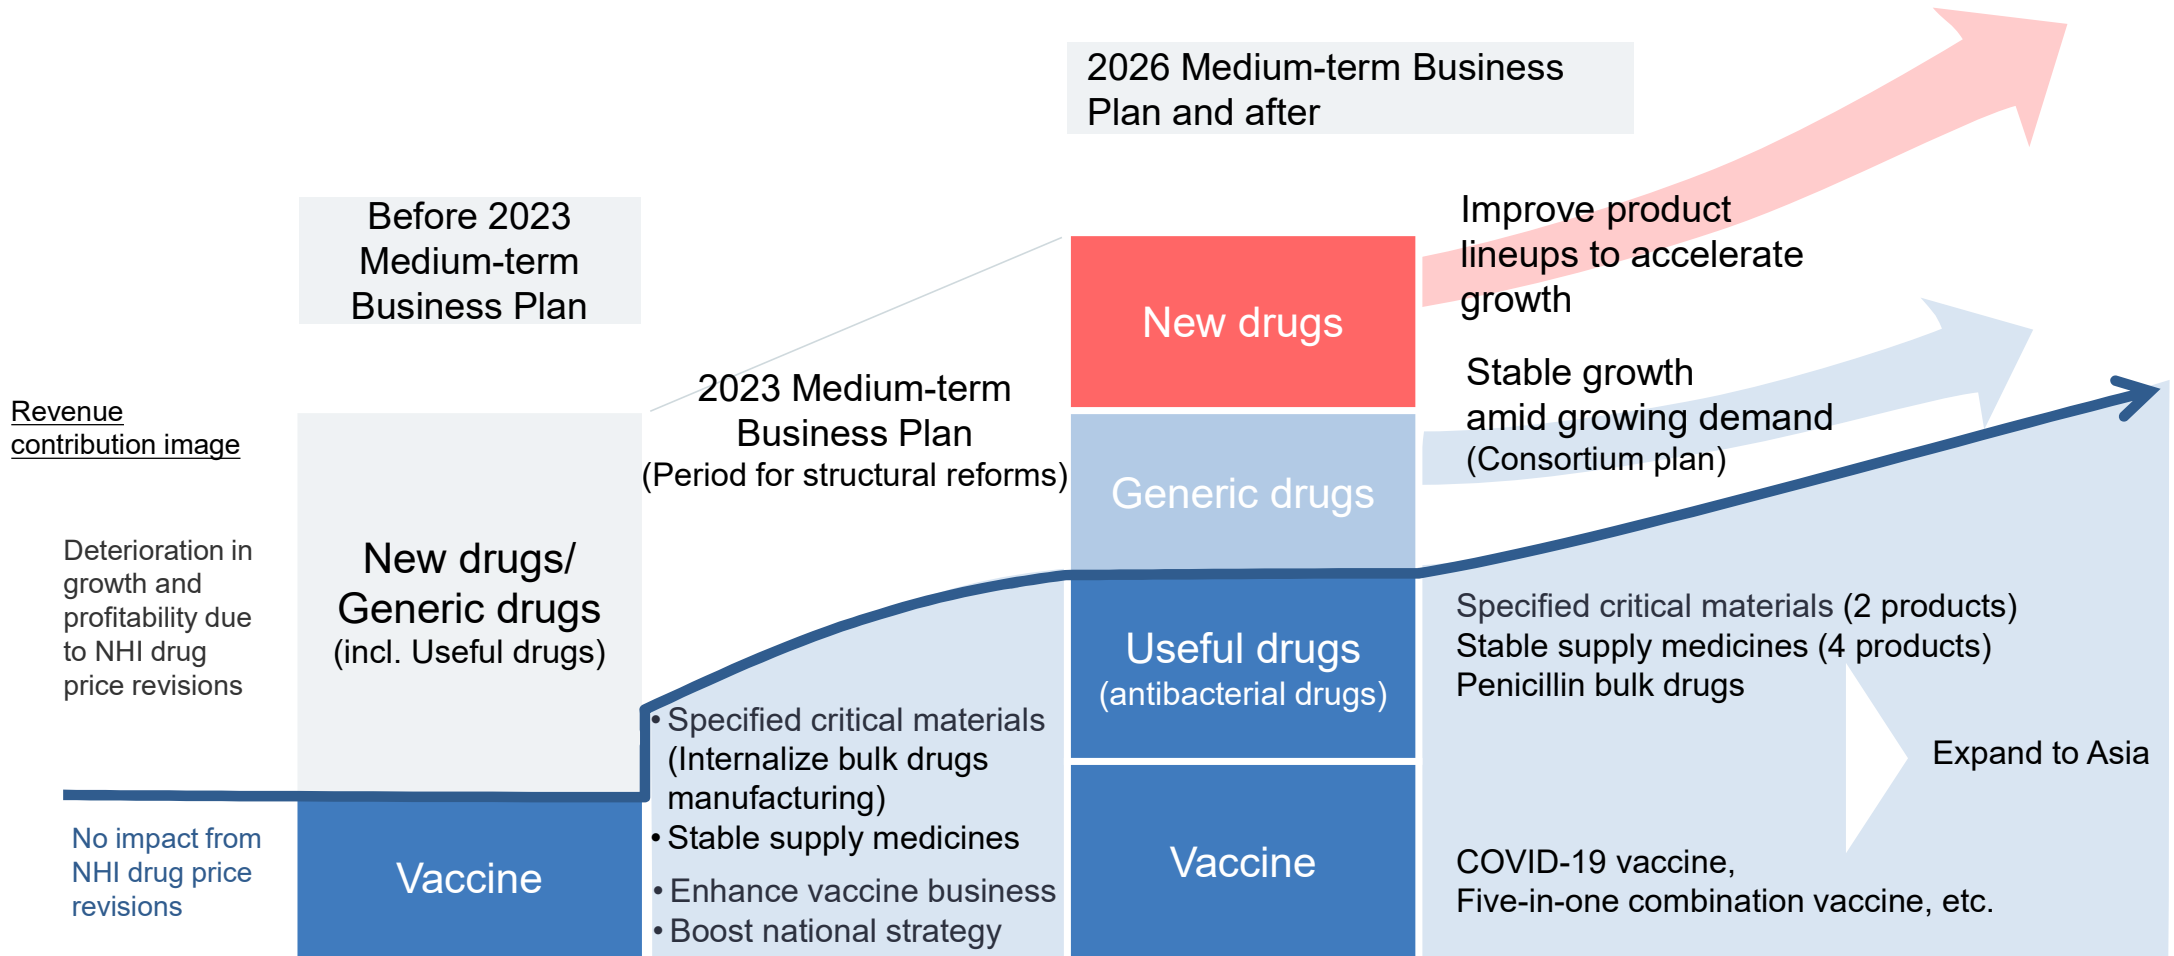 2026 Medium-term Business
Plan and after
Before 2023
Medium-term
Business Plan
Improve product
lineups to accelerate
growth
New drugs
2023 Medium-term
Business Plan
(Period for structural reforms)
Stable growth
amid growing demand
(Consortium plan)
Revenue
contribution image
Generic drugs
Deterioration in
growth and
profitability due
to NHI drug
price revisions
New drugs/
Generic drugs
(incl. Useful drugs)
Useful drugs
(antibacterial drugs)
Specified critical materials (2 products)
Stable supply medicines (4 products)
Penicillin bulk drugs
• Specified critical materials
(Internalize bulk drugs
manufacturing)
• Stable supply medicines
• Enhance vaccine business
• Boost national strategy
Expand to Asia
No impact from
NHI drug price
revisions
Vaccine
Vaccine
COVID-19 vaccine,
Five-in-one combination vaccine, etc.